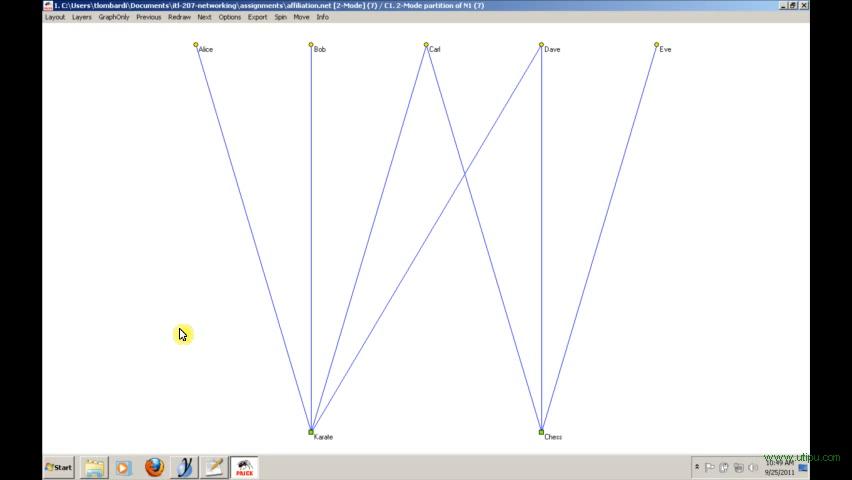 1. C:\Users\tlombardi\Documents\itl-207-networking\assignments\affiliation.net [2-Mode] (7) / C1. 2-Mode partition of N1 (7)
Layout Layers GraphOnly Previous Redraw Next Options Export Spin Move Info
Alice Bob Carl Dave Eve
Karate Chess
Start
PAJEK
10:49 AM
9/25/2011
www.utipu.com